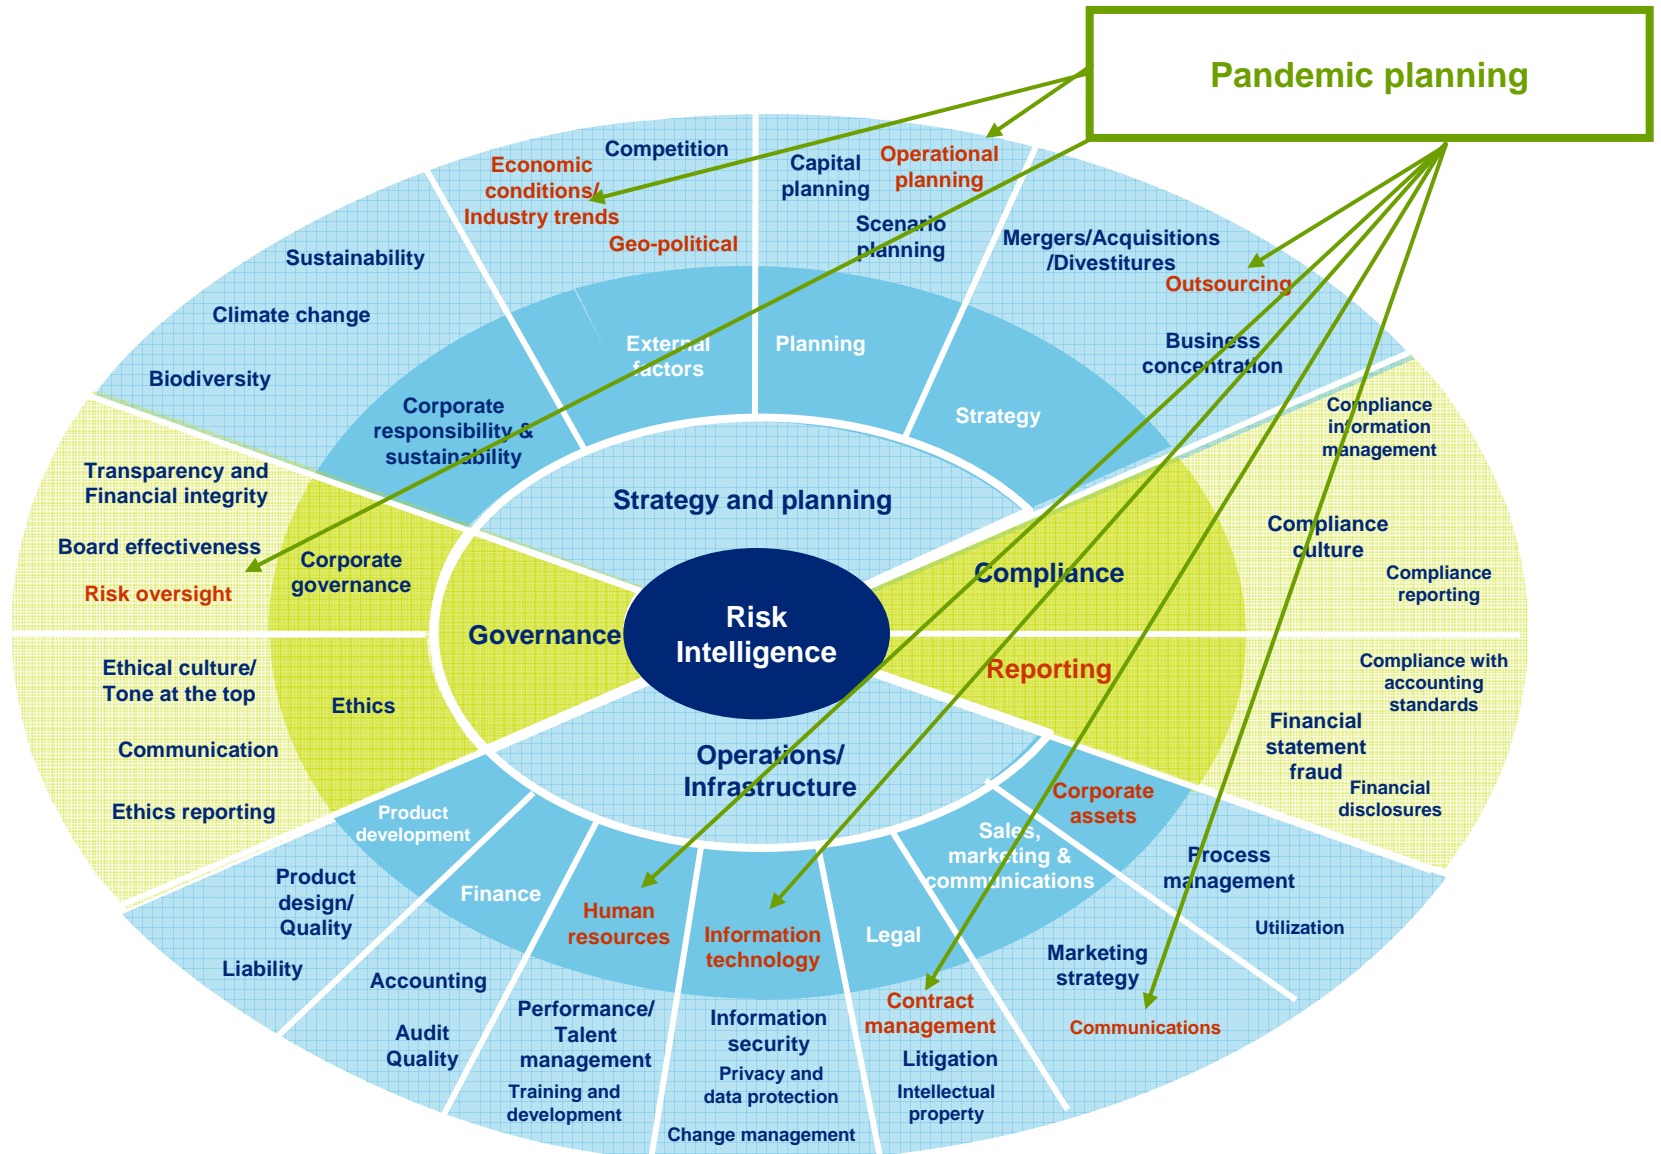 Pandemic planning
Competition
Economic
conditions/
Industry trends
Geo-political
Capital
planning
Operational
planning
Scenario
planning
Mergers/Acquisitions
/Divestitures
Outsourcing
Business
concentration
Sustainability
Climate change
Biodiversity
External
factors
Planning
Strategy
Corporate
responsibility &
sustainability
Strategy and planning
Compliance
information
management
Compliance
culture
Compliance
reporting
Transparency and
Financial integrity
Board effectiveness
Risk oversight
Corporate
governance
Compliance
Governance
Risk
Intelligence
Reporting
Ethical culture/
Tone at the top
Communication
Ethics reporting
Ethics
Compliance with
accounting
standards
Financial
statement
fraud
Financial
disclosures
Operations/
Infrastructure
Product
development
Finance
Human
resources
Information
technology
Legal
Sales,
marketing &
communications
Corporate
assets
Product
design/
Quality
Liability
Accounting
Audit
Quality
Performance/
Talent
management
Training and
development
Information
security
Privacy and
data protection
Change management
Contract
management
Litigation
Intellectual
property
Marketing
strategy
Communications
Process
management
Utilization